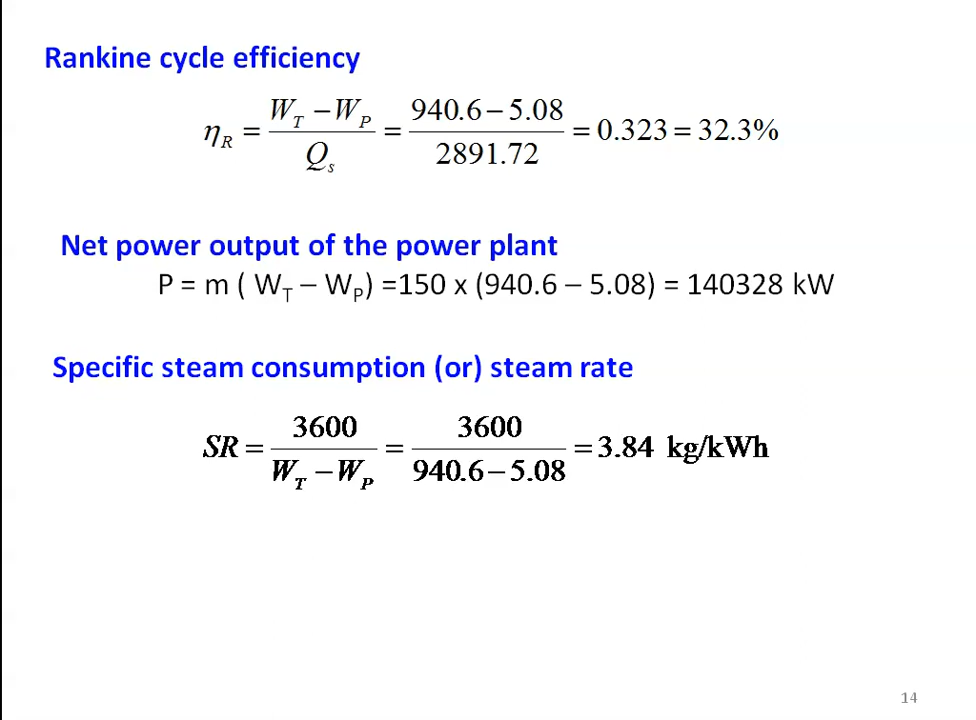 Rankine cycle efficiency
η_R = (W_T − W_P) / Q_s = (940.6 − 5.08) / 2891.72 = 0.323 = 32.3%
Net power output of the power plant
P = m ( W_T – W_P) =150 x (940.6 – 5.08) = 140328 kW
Specific steam consumption (or) steam rate
SR = 3600 / (W_T − W_P) = 3600 / (940.6 − 5.08) = 3.84 kg/kWh
14